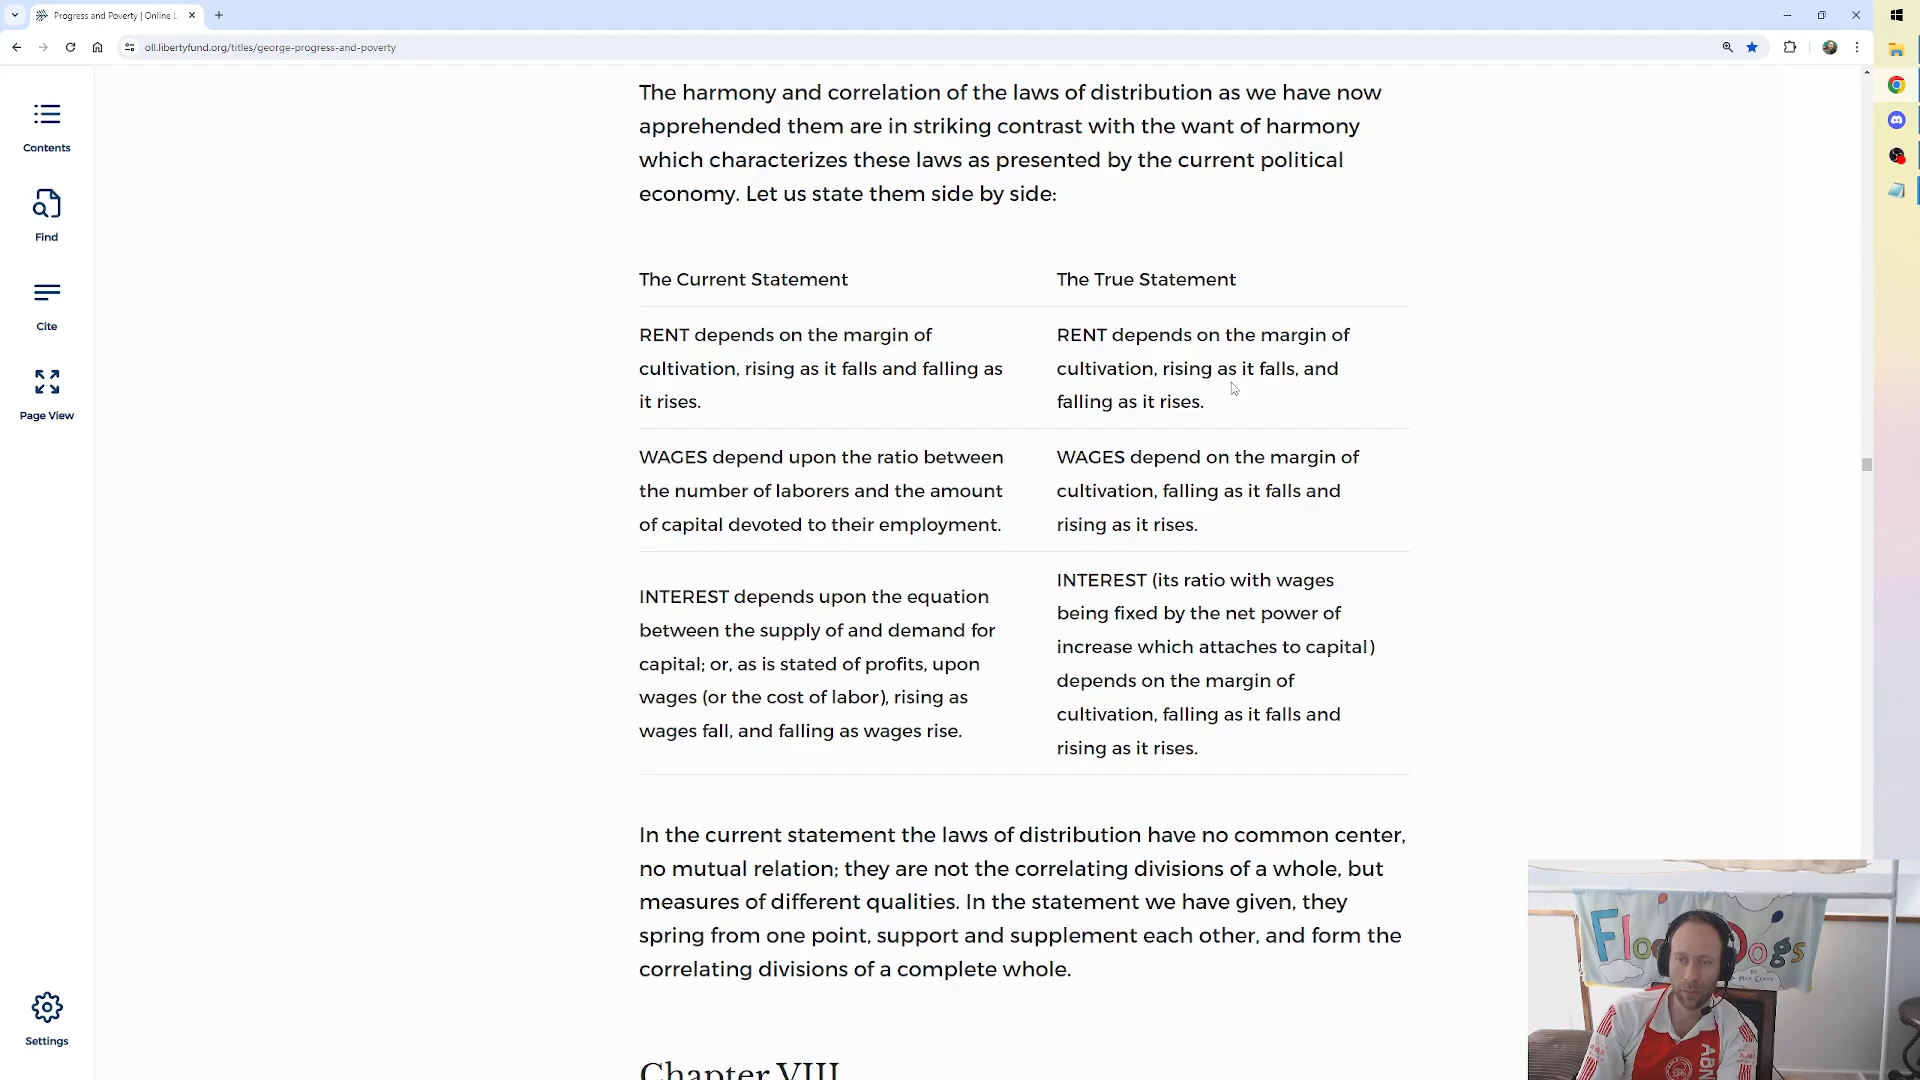 Progress and Poverty | Online L
oll.libertyfund.org/titles/george-progress-and-poverty
Contents
Find
Cite
Page View
Settings
The harmony and correlation of the laws of distribution as we have now
apprehended them are in striking contrast with the want of harmony
which characterizes these laws as presented by the current political
economy. Let us state them side by side:
The Current Statement
The True Statement
RENT depends on the margin of
cultivation, rising as it falls and falling as
it rises.
RENT depends on the margin of
cultivation, rising as it falls, and
falling as it rises.
WAGES depend upon the ratio between
the number of laborers and the amount
of capital devoted to their employment.
WAGES depend on the margin of
cultivation, falling as it falls and
rising as it rises.
INTEREST depends upon the equation
between the supply of and demand for
capital; or, as is stated of profits, upon
wages (or the cost of labor), rising as
wages fall, and falling as wages rise.
INTEREST (its ratio with wages
being fixed by the net power of
increase which attaches to capital)
depends on the margin of
cultivation, falling as it falls and
rising as it rises.
In the current statement the laws of distribution have no common center,
no mutual relation; they are not the correlating divisions of a whole, but
measures of different qualities. In the statement we have given, they
spring from one point, support and supplement each other, and form the
correlating divisions of a complete whole.
Chapter VIII